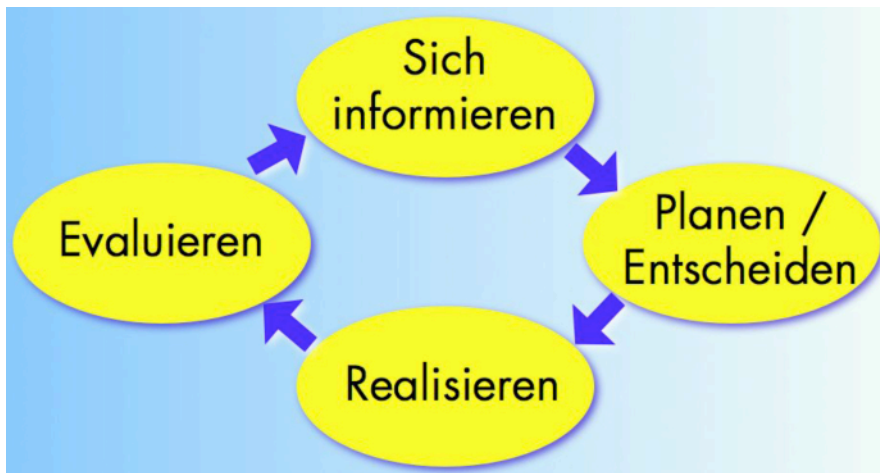 Sich
informieren
Planen /
Entscheiden
Realisieren
Evaluieren